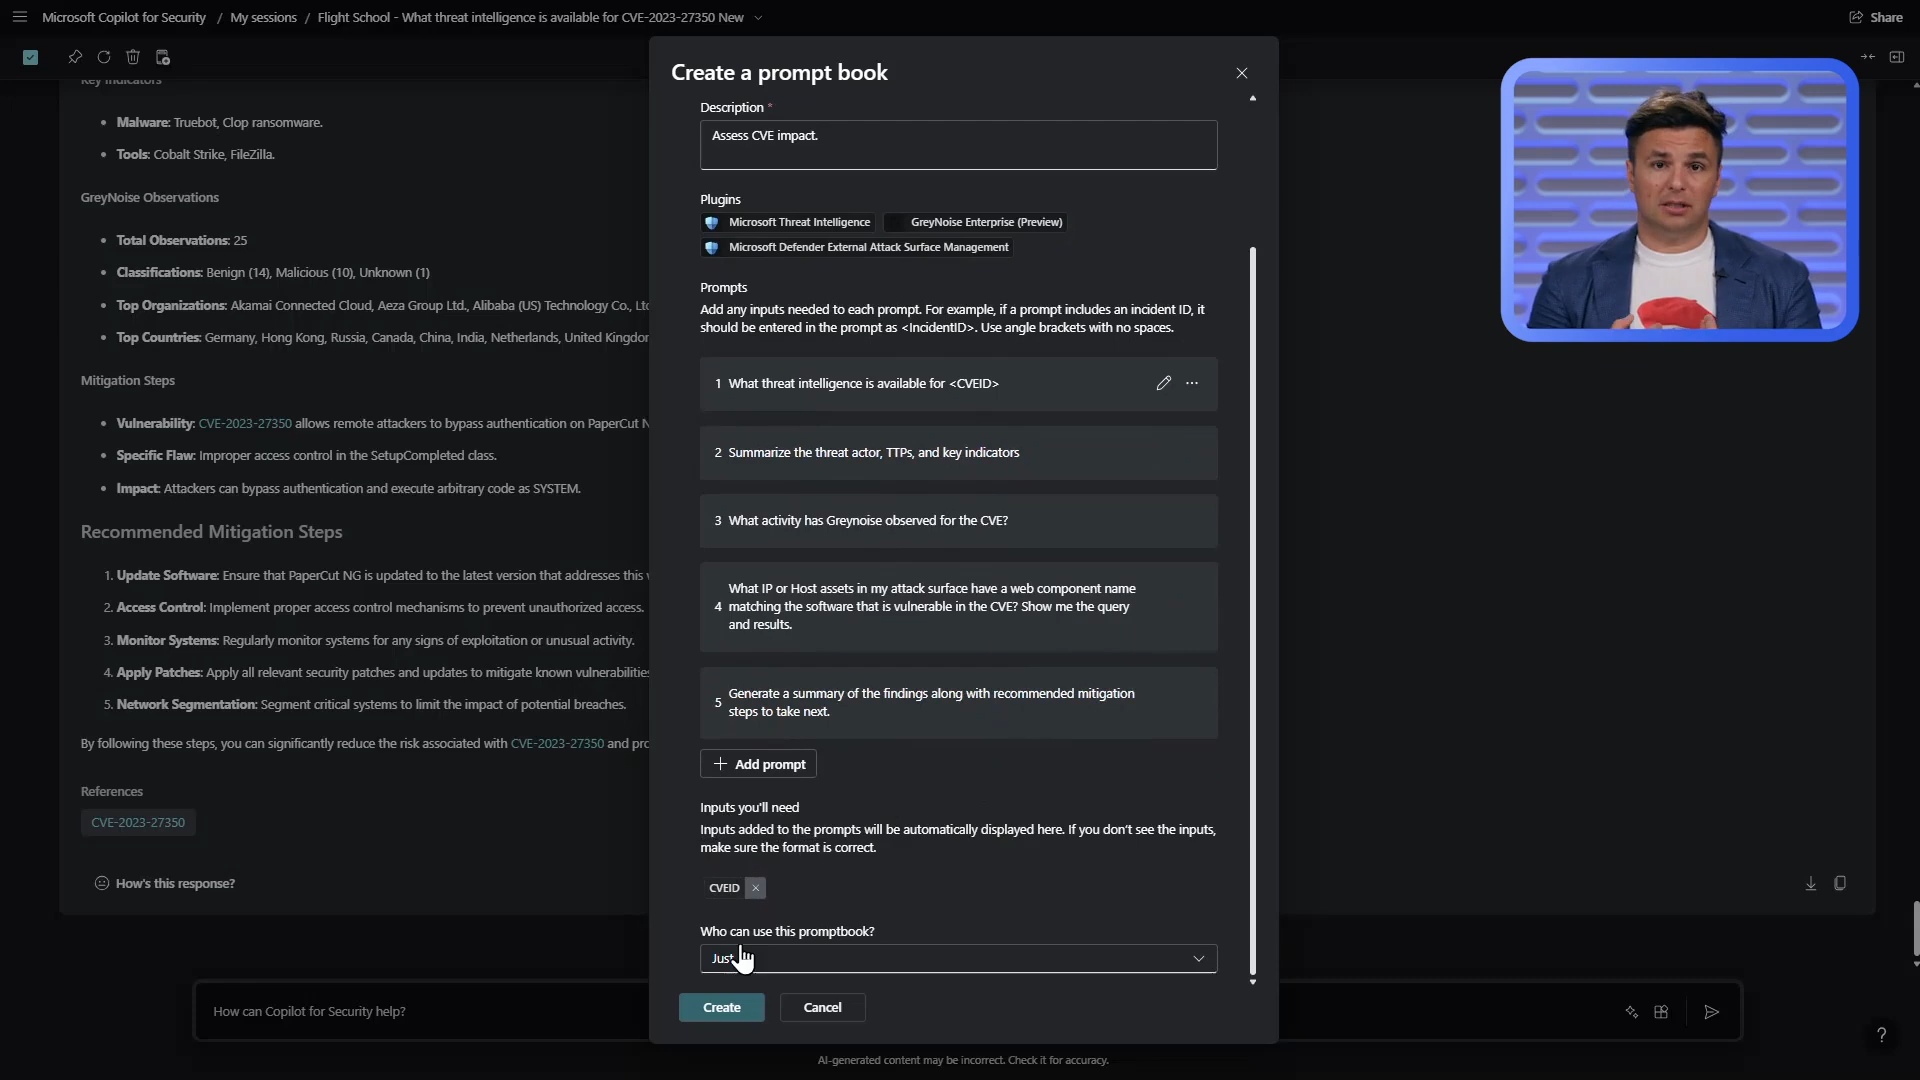 Microsoft Copilot for Security / My sessions / Flight School - What threat intelligence is available for CVE-2023-27350 New
Share
Key Indicators
Malware: Truebot, Clop ransomware.
Tools: Cobalt Strike, FileZilla.
GreyNoise Observations
Total Observations: 25
Classifications: Benign (14), Malicious (10), Unknown (1)
Top Organizations: Akamai Connected Cloud, Aeza Group Ltd., Alibaba (US) Technology Co.,
Top Countries: Germany, Hong Kong, Russia, Canada, China, India, Netherlands, United
Mitigation Steps
Vulnerability: CVE-2023-27350 allows remote attackers to bypass authentication on PaperCut
Specific Flaw: Improper access control in the SetupCompleted class.
Impact: Attackers can bypass authentication and execute arbitrary code as SYSTEM.
Recommended Mitigation Steps
1. Update Software: Ensure that PaperCut NG is updated to the latest version that addresses this
2. Access Control: Implement proper access control mechanisms to prevent unauthorized access.
3. Monitor Systems: Regularly monitor systems for any signs of exploitation or unusual activity.
4. Apply Patches: Apply all relevant security patches and updates to mitigate known vulnerabilities
5. Network Segmentation: Segment critical systems to limit the impact of potential breaches.
By following these steps, you can significantly reduce the risk associated with CVE-2023-27350 and
References
CVE-2023-27350
How's this response?
Create a prompt book
Description *
Assess CVE impact.
Plugins
Microsoft Threat Intelligence GreyNoise Enterprise (Preview)
Microsoft Defender External Attack Surface Management
Prompts
Add any inputs needed to each prompt. For example, if a prompt includes an incident ID, it
should be entered in the prompt as <IncidentID>. Use angle brackets with no spaces.
1 What threat intelligence is available for <CVEID>
2 Summarize the threat actor, TTPs, and key indicators
3 What activity has Greynoise observed for the CVE?
What IP or Host assets in my attack surface have a web component name
4 matching the software that is vulnerable in the CVE? Show me the query
and results.
Generate a summary of the findings along with recommended mitigation
5 steps to take next.
+ Add prompt
Inputs you'll need
Inputs added to the prompts will be automatically displayed here. If you don't see the inputs,
make sure the format is correct.
CVEID
Who can use this promptbook?
Just
Create Cancel
How can Copilot for Security help?
AI-generated content may be incorrect. Check it for accuracy.